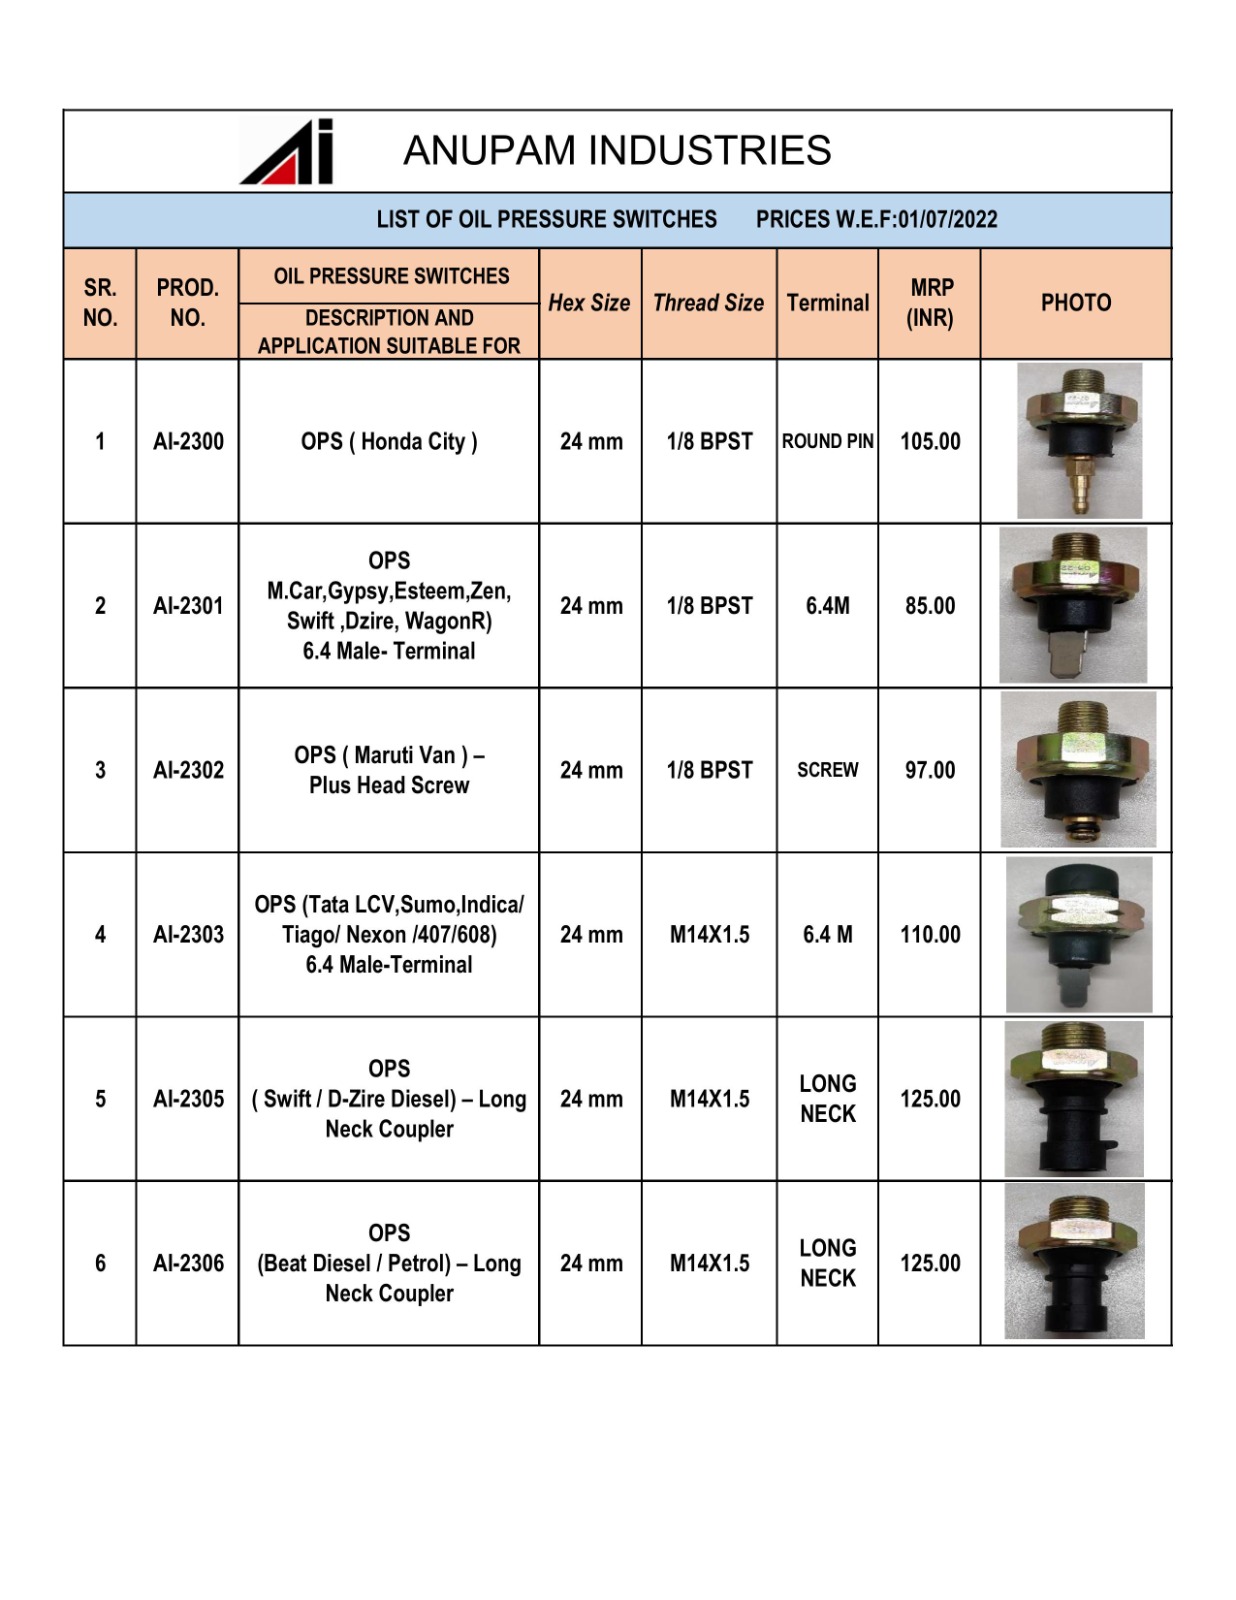 Ai ANUPAM INDUSTRIES
LIST OF OIL PRESSURE SWITCHES PRICES W.E.F:01/07/2022
SR. NO.
PROD. NO.
OIL PRESSURE SWITCHES
DESCRIPTION AND
APPLICATION SUITABLE FOR
Hex Size
Thread Size
Terminal
MRP
(INR)
PHOTO
1
AI-2300
OPS ( Honda City )
24 mm
1/8 BPST
ROUND PIN
105.00
2
AI-2301
OPS
M.Car,Gypsy,Esteem,Zen,
Swift ,Dzire, WagonR)
6.4 Male- Terminal
24 mm
1/8 BPST
6.4M
85.00
3
AI-2302
OPS ( Maruti Van ) –
Plus Head Screw
24 mm
1/8 BPST
SCREW
97.00
4
AI-2303
OPS (Tata LCV,Sumo,Indica/
Tiago/ Nexon /407/608)
6.4 Male-Terminal
24 mm
M14X1.5
6.4 M
110.00
5
AI-2305
OPS
( Swift / D-Zire Diesel) – Long
Neck Coupler
24 mm
M14X1.5
LONG
NECK
125.00
6
AI-2306
OPS
(Beat Diesel / Petrol) – Long
Neck Coupler
24 mm
M14X1.5
LONG
NECK
125.00